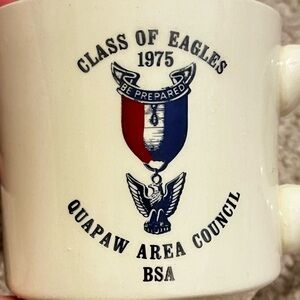 CLASS OF EAGLES
1975
BE PREPARED
QUAPAW AREA COUNCIL
BSA